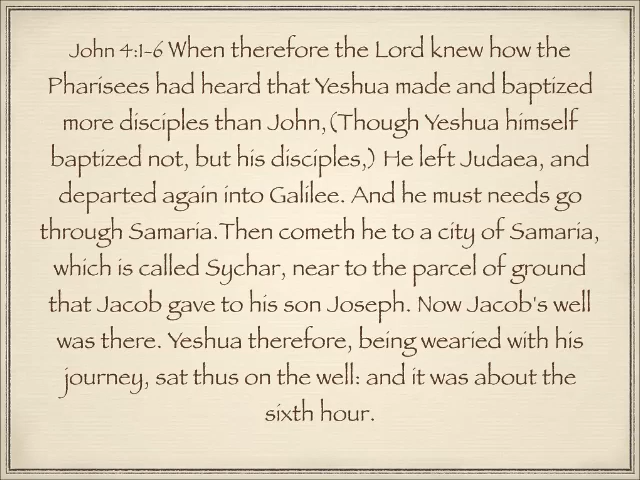 John 4:1-6 When therefore the Lord knew how the
Pharisees had heard that Yeshua made and baptized
more disciples than John,(Though Yeshua himself
baptized not, but his disciples,) He left Judaea, and
departed again into Galilee. And he must needs go
through Samaria.Then cometh he to a city of Samaria,
which is called Sychar, near to the parcel of ground
that Jacob gave to his son Joseph. Now Jacob's well
was there. Yeshua therefore, being wearied with his
journey, sat thus on the well: and it was about the
sixth hour.